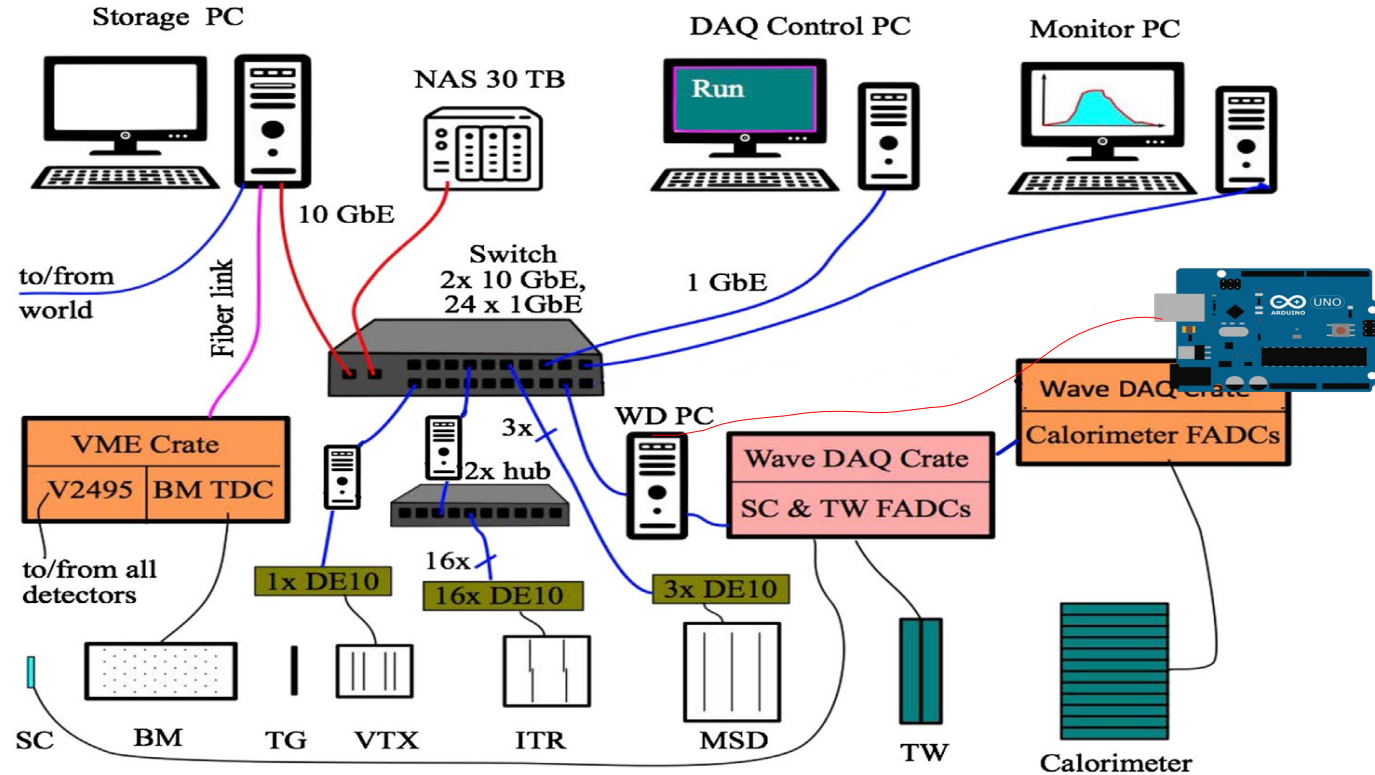 Storage PC
DAQ Control PC
Monitor PC
NAS 30 TB
Run
10 GbE
Switch
2x 10 GbE,
24 x 1GbE
1 GbE
to/from
world
Fiber link
UNO
ARDUINO
WD PC
Wave DAQ Crate
Calorimeter FADCs
VME Crate
V2495
BM TDC
3x
2x hub
Wave DAQ Crate
SC & TW FADCs
to/from all
detectors
16x
1x DE10
16x DE10
3x DE10
SC
BM
TG
VTX
ITR
MSD
TW
Calorimeter